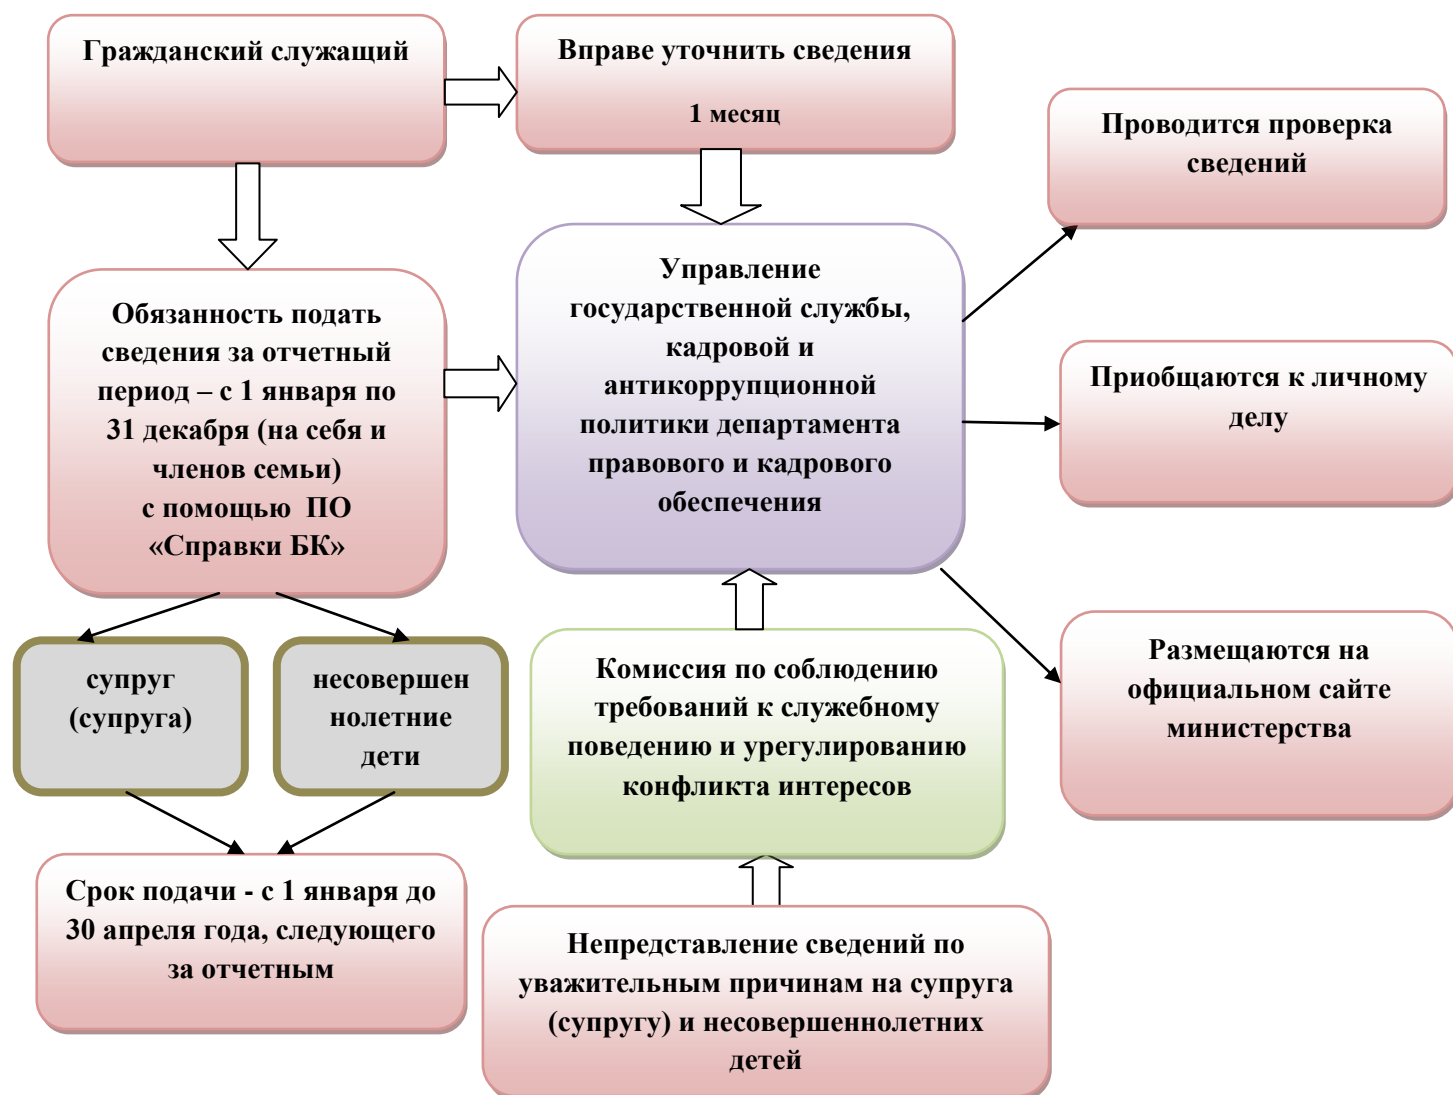 Гражданский служащий
Вправе уточнить сведения
1 месяц
Проводится проверка
сведений
Обязанность подать
сведения за отчетный
период – с 1 января по
31 декабря (на себя и
членов семьи)
с помощью ПО
«Справки БК»
Управление
государственной службы,
кадровой и
антикоррупционной
политики департамента
правового и кадрового
обеспечения
Приобщаются к личному
делу
супруг
(супруга)
несовершен
нолетние
дети
Комиссия по соблюдению
требований к служебному
поведению и урегулированию
конфликта интересов
Размещаются на
официальном сайте
министерства
Срок подачи - с 1 января до
30 апреля года, следующего
за отчетным
Непредставление сведений по
уважительным причинам на супруга
(супругу) и несовершеннолетних
детей